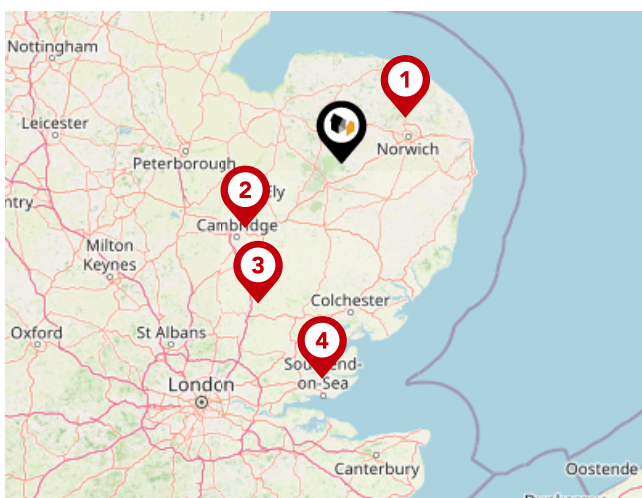 Nottingham
1
Leicester
Norwich
Peterborough
2
Ely
ntry
Cambridge
Milton
Keynes
3
Colchester
Oxford
St Albans
4
London
on-Sea
Canterbury
Oostende